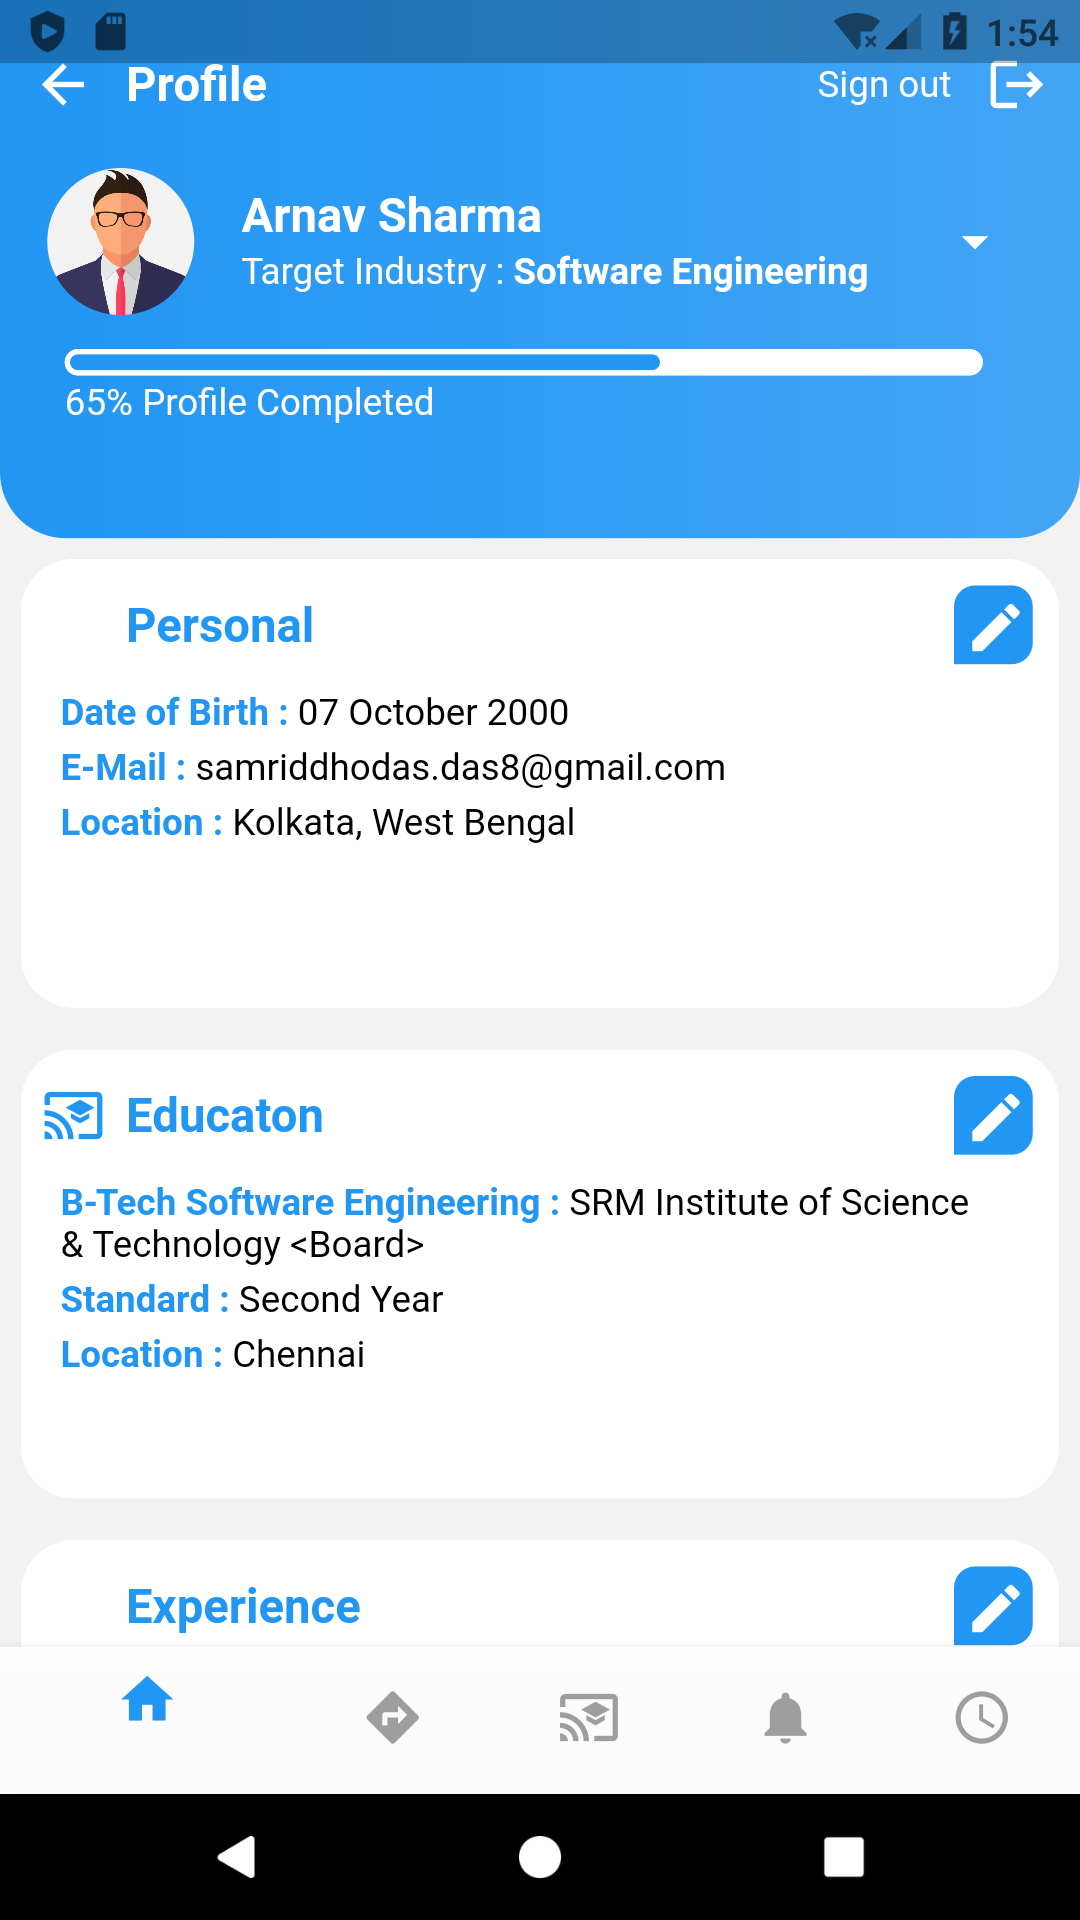 1:54
Profile
Sign out
Arnav Sharma
Target Industry : Software Engineering
65% Profile Completed
Personal
Date of Birth : 07 October 2000
E-Mail : samriddhodas.das8@gmail.com
Location : Kolkata, West Bengal
Educaton
B-Tech Software Engineering : SRM Institute of Science
& Technology <Board>
Standard : Second Year
Location : Chennai
Experience